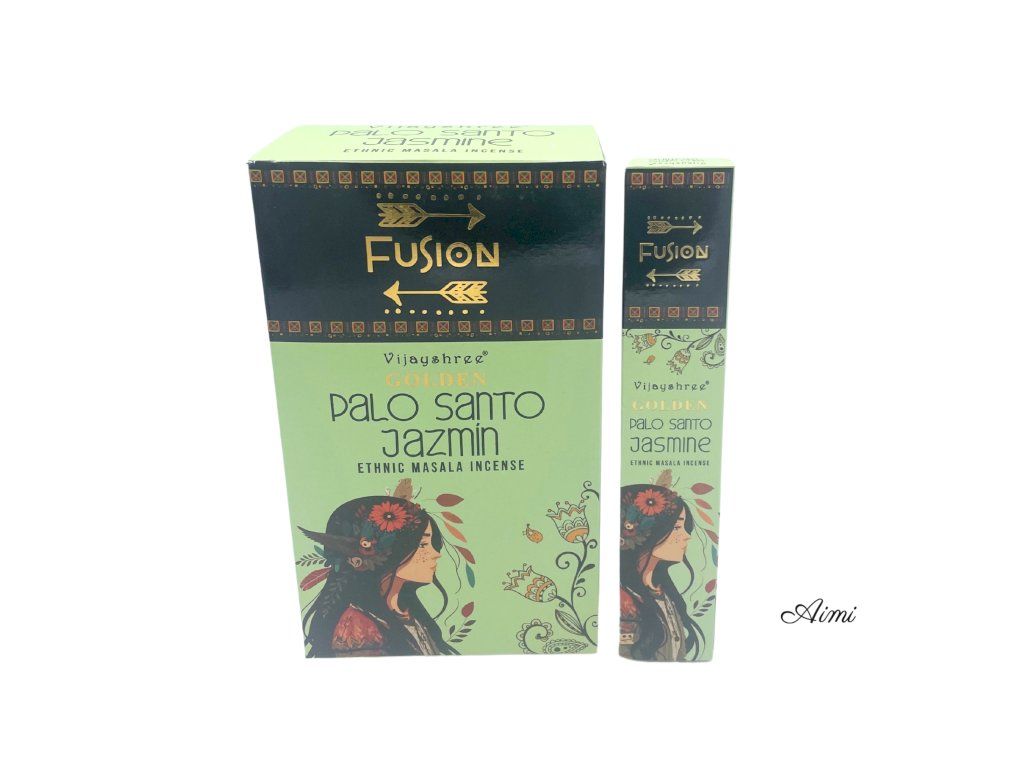 Vijayshree
PALO SANTO
JASMINE
ETHNIC MASALA INCENSE
FUSION
Vijayshree®
GOLDEN
PALO SANTO
JAZMÍN
ETHNIC MASALA INCENSE
FUSION
Vijayshree®
GOLDEN
PALO SANTO
JASMINE
ETHNIC MASALA INCENSE
Aimi